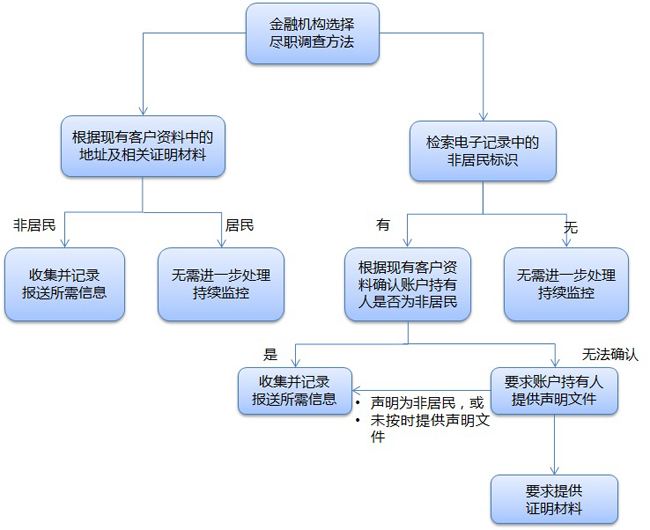 金融机构选择
尽职调查方法
根据现有客户资料中的
地址及相关证明材料
检索电子记录中的
非居民标识
非居民
居民
有
无
收集并记录
报送所需信息
无需进一步处理
持续监控
根据现有客户资
料确认账户持有
人是否为非居民
无需进一步处理
持续监控
是
无法确认
收集并记录
报送所需信息
要求账户持有人
提供声明文件
• 声明为非居民，或
• 未按时提供声明文
件
要求提供
证明材料